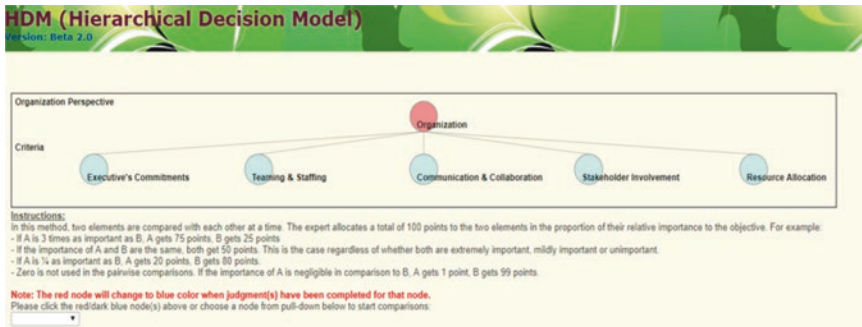 HDM (Hierarchical Decision Model)
Version: Beta 2.0
Organization Perspective
Organization
Criteria
Executive's Commitments
Teaming & Staffing
Communication & Collaboration
Stakeholder Involvement
Resource Allocation
Instructions:
In this method, two elements are compared with each other at a time. The expert allocates a total of 100 points to the two elements in the proportion of their relative importance to the objective. For example:
- If A is 3 times as important as B, A gets 75 points, B gets 25 points
- If the importance of A and B are the same, both get 50 points. This is the case regardless of whether both are extremely important, mildly important or unimportant.
- If A is ¼ as important as B, A gets 20 points, B gets 80 points.
- Zero is not used in the pairwise comparisons. If the importance of A is negligible in comparison to B, A gets 1 point, B gets 99 points.
Note: The red node will change to blue color when judgment(s) have been completed for that node.
Please click the red/dark blue node(s) above or choose a node from pull-down below to start comparisons: